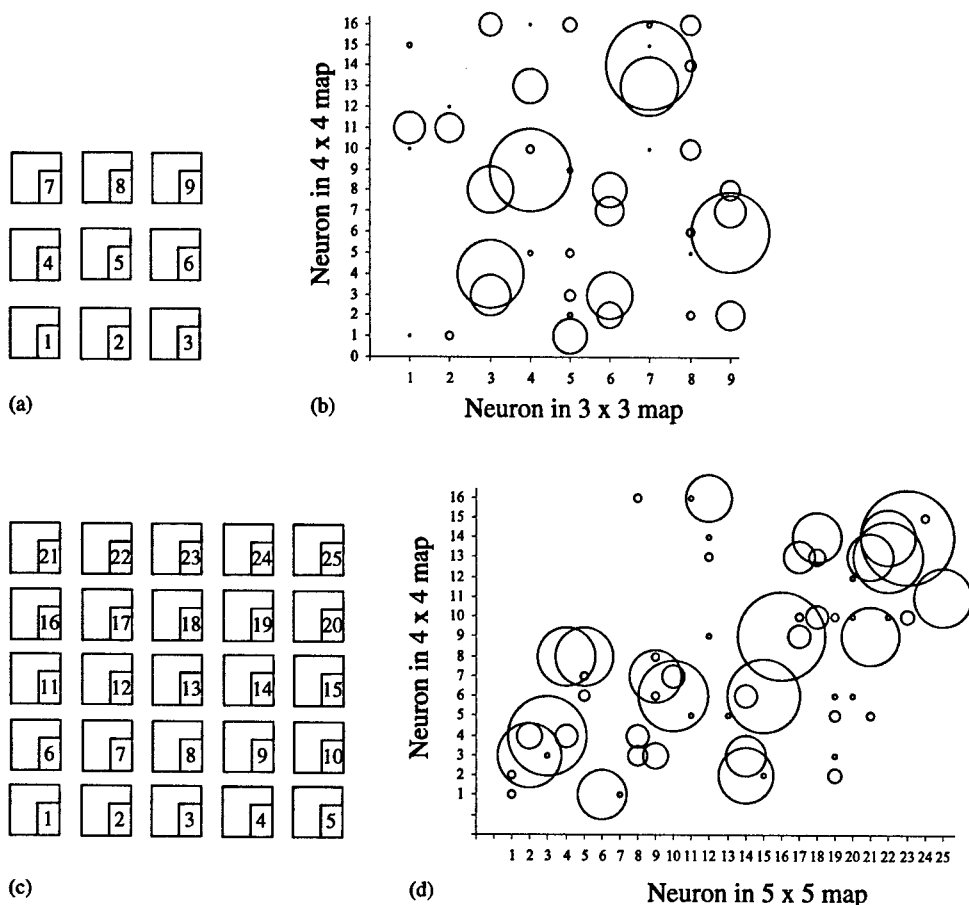 7 8 9
4 5 6
1 2 3
(a)
Neuron in 4 x 4 map
16
15
14
13
12
11
10
9
8
7
6
5
4
3
2
1
0
1 2 3 4 5 6 7 8 9
Neuron in 3 x 3 map
(b)
21 22 23 24 25
16 17 18 19 20
11 12 13 14 15
6 7 8 9 10
1 2 3 4 5
(c)
Neuron in 4 x 4 map
16
15
14
13
12
11
10
9
8
7
6
5
4
3
2
1
1 2 3 4 5 6 7 8 9 10 11 12 13 14 15 16 17 18 19 20 21 22 23 24 25
Neuron in 5 x 5 map
(d)